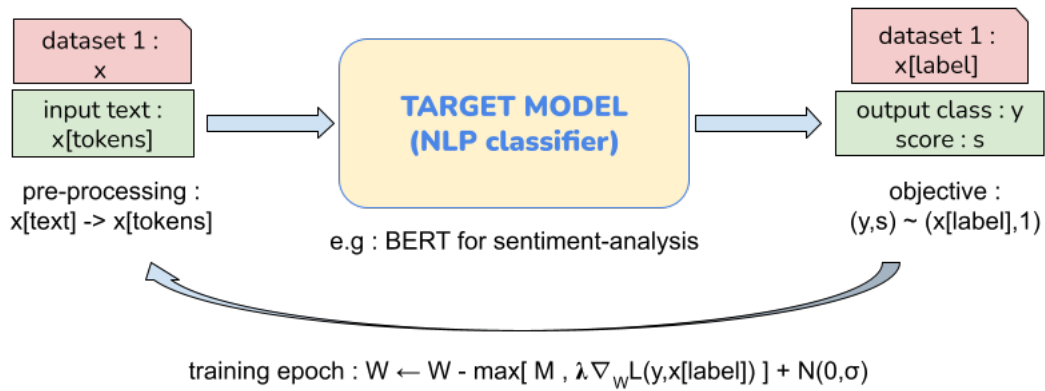 dataset 1 :
x
input text :
x[tokens]
pre-processing :
x[text] -> x[tokens]
TARGET MODEL
(NLP classifier)
e.g : BERT for sentiment-analysis
dataset 1 :
x[label]
output class : y
score : s
objective :
(y,s) ~ (x[label],1)
training epoch : W ← W - max[ M , λ∇WL(y,x[label]) ] + N(0,σ)